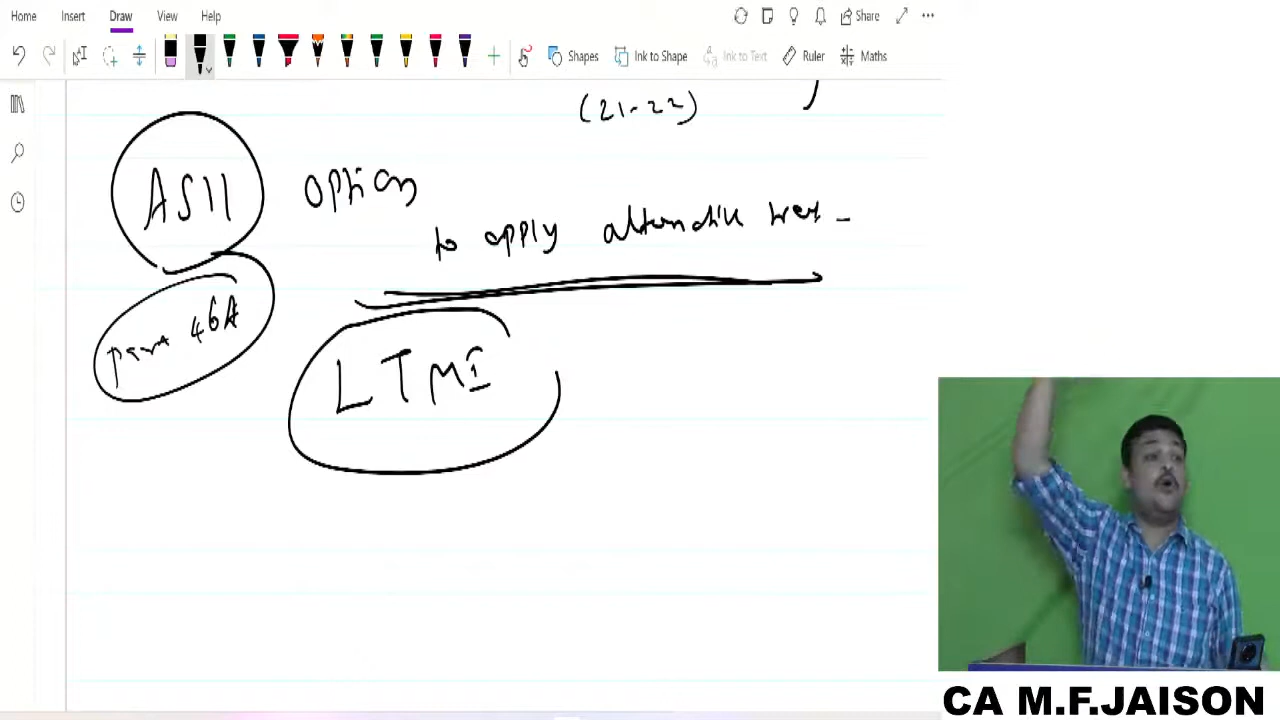 Home Insert Draw View Help Share
Shapes Ink to Shape Ink to Text Ruler Maths
(21-22)
AS11 option
to apply alternative
para 46A
LTMI
CA M.F.JAISON